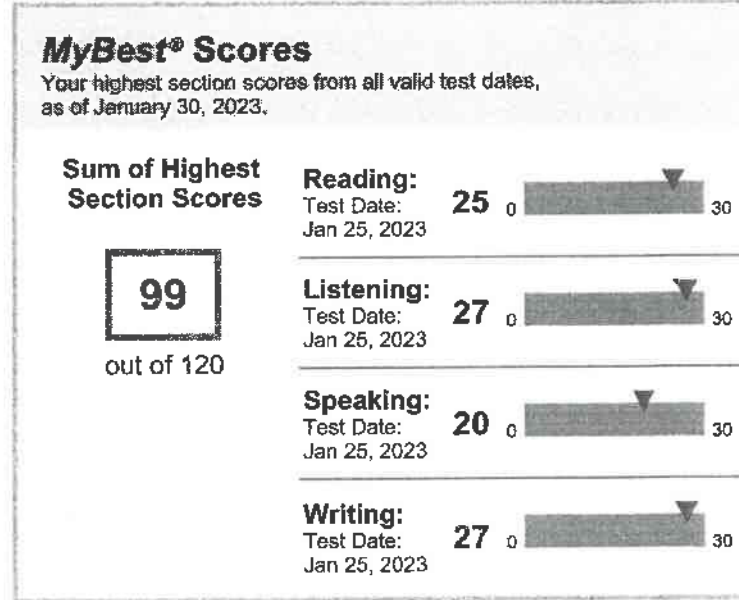 MyBest® Scores
Your highest section scores from all valid test dates,
as of January 30, 2023.
Sum of Highest
Section Scores
99
out of 120
Reading:
Test Date:
Jan 25, 2023
25
0
30
Listening:
Test Date:
Jan 25, 2023
27
0
30
Speaking:
Test Date:
Jan 25, 2023
20
0
30
Writing:
Test Date:
Jan 25, 2023
27
0
30